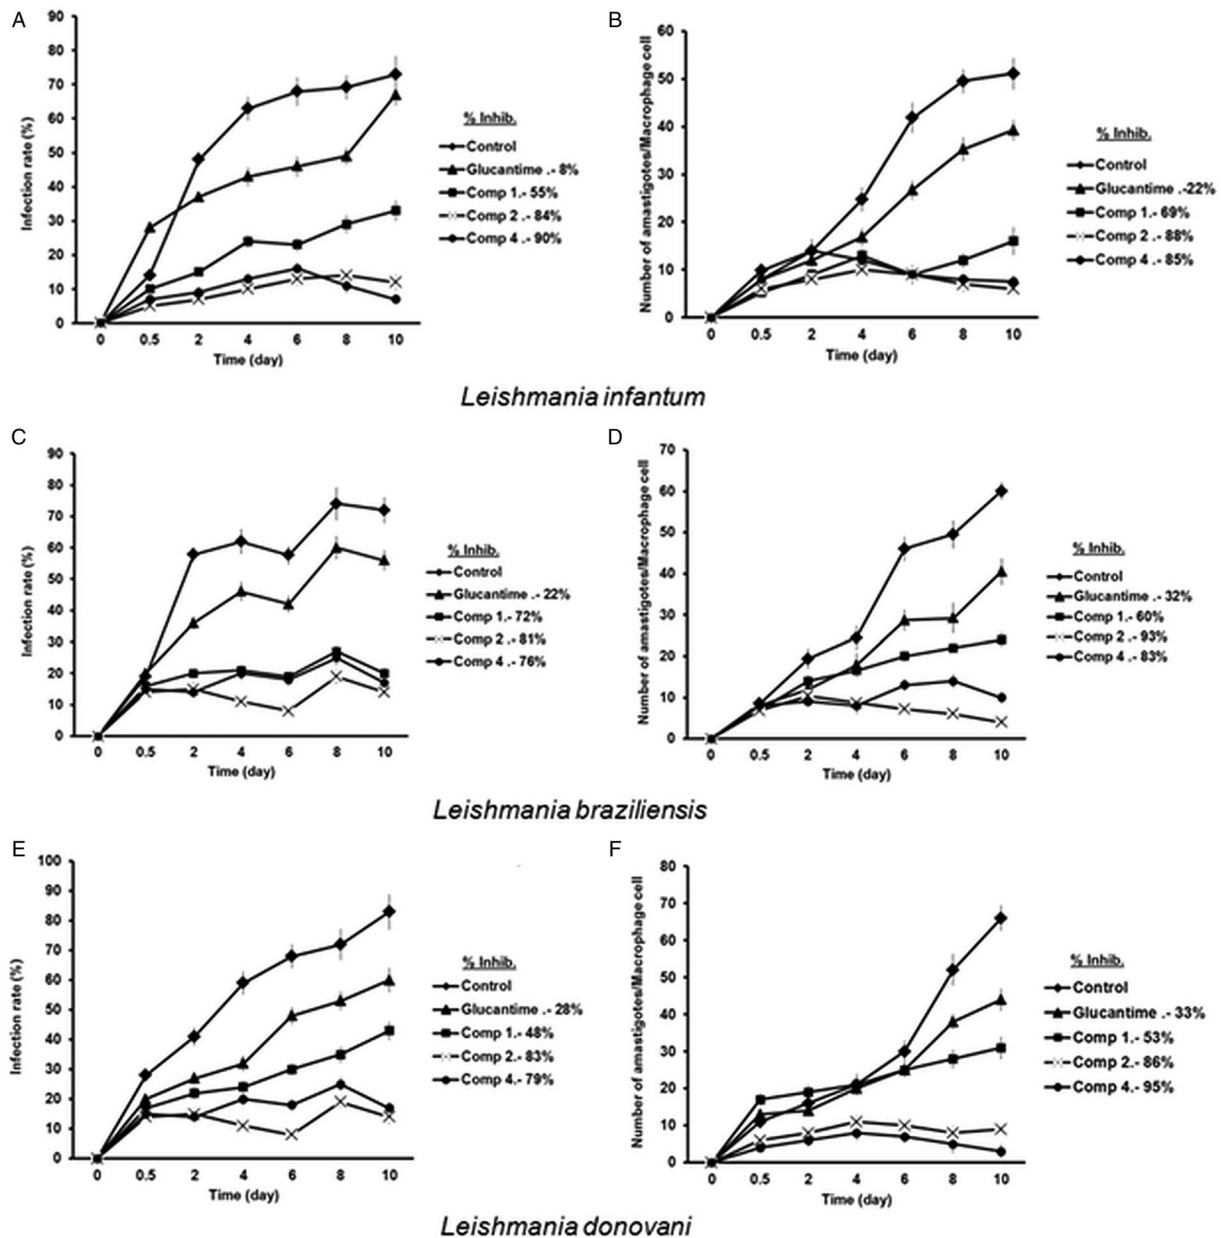 A
90
80
70
60
50
40
30
20
10
0
Infection rate (%)
0 0.5 2 4 6 8 10
Time (day)
% Inhib.
Control
Glucantime .- 8%
Comp 1.- 55%
Comp 2 .- 84%
Comp 4 .- 90%
B
60
50
40
30
20
10
0
Number of amastigotes/Macrophage cell
0 0.5 2 4 6 8 10
Time (day)
% Inhib.
Control
Glucantime .-22%
Comp 1.- 69%
Comp 2 .- 88%
Comp 4 .- 85%
Leishmania infantum
C
90
80
70
60
50
40
30
20
10
0
Infection rate (%)
0 0.5 2 4 6 8 10
Time (day)
% Inhib.
Control
Glucantime .- 22%
Comp 1.- 72%
Comp 2 .- 81%
Comp 4 .- 76%
D
70
60
50
40
30
20
10
0
Number of amastigotes/Macrophage cell
0 0.5 2 4 6 8 10
Time (day)
% Inhib.
Control
Glucantime .- 32%
Comp 1.- 60%
Comp 2 .- 93%
Comp 4 .- 83%
Leishmania braziliensis
E
100
90
80
70
60
50
40
30
20
10
0
Infection rate (%)
0 0.5 2 4 6 8 10
Time (day)
% Inhib.
Control
Glucantime .- 28%
Comp 1.- 48%
Comp 2.- 83%
Comp 4.- 79%
F
80
70
60
50
40
30
20
10
0
Number of amastigotes/Macrophage cell
0 0.5 2 4 6 8 10
Time (day)
% Inhib.
Control
Glucantime .- 33%
Comp 1.- 53%
Comp 2.- 86%
Comp 4.- 95%
Leishmania donovani